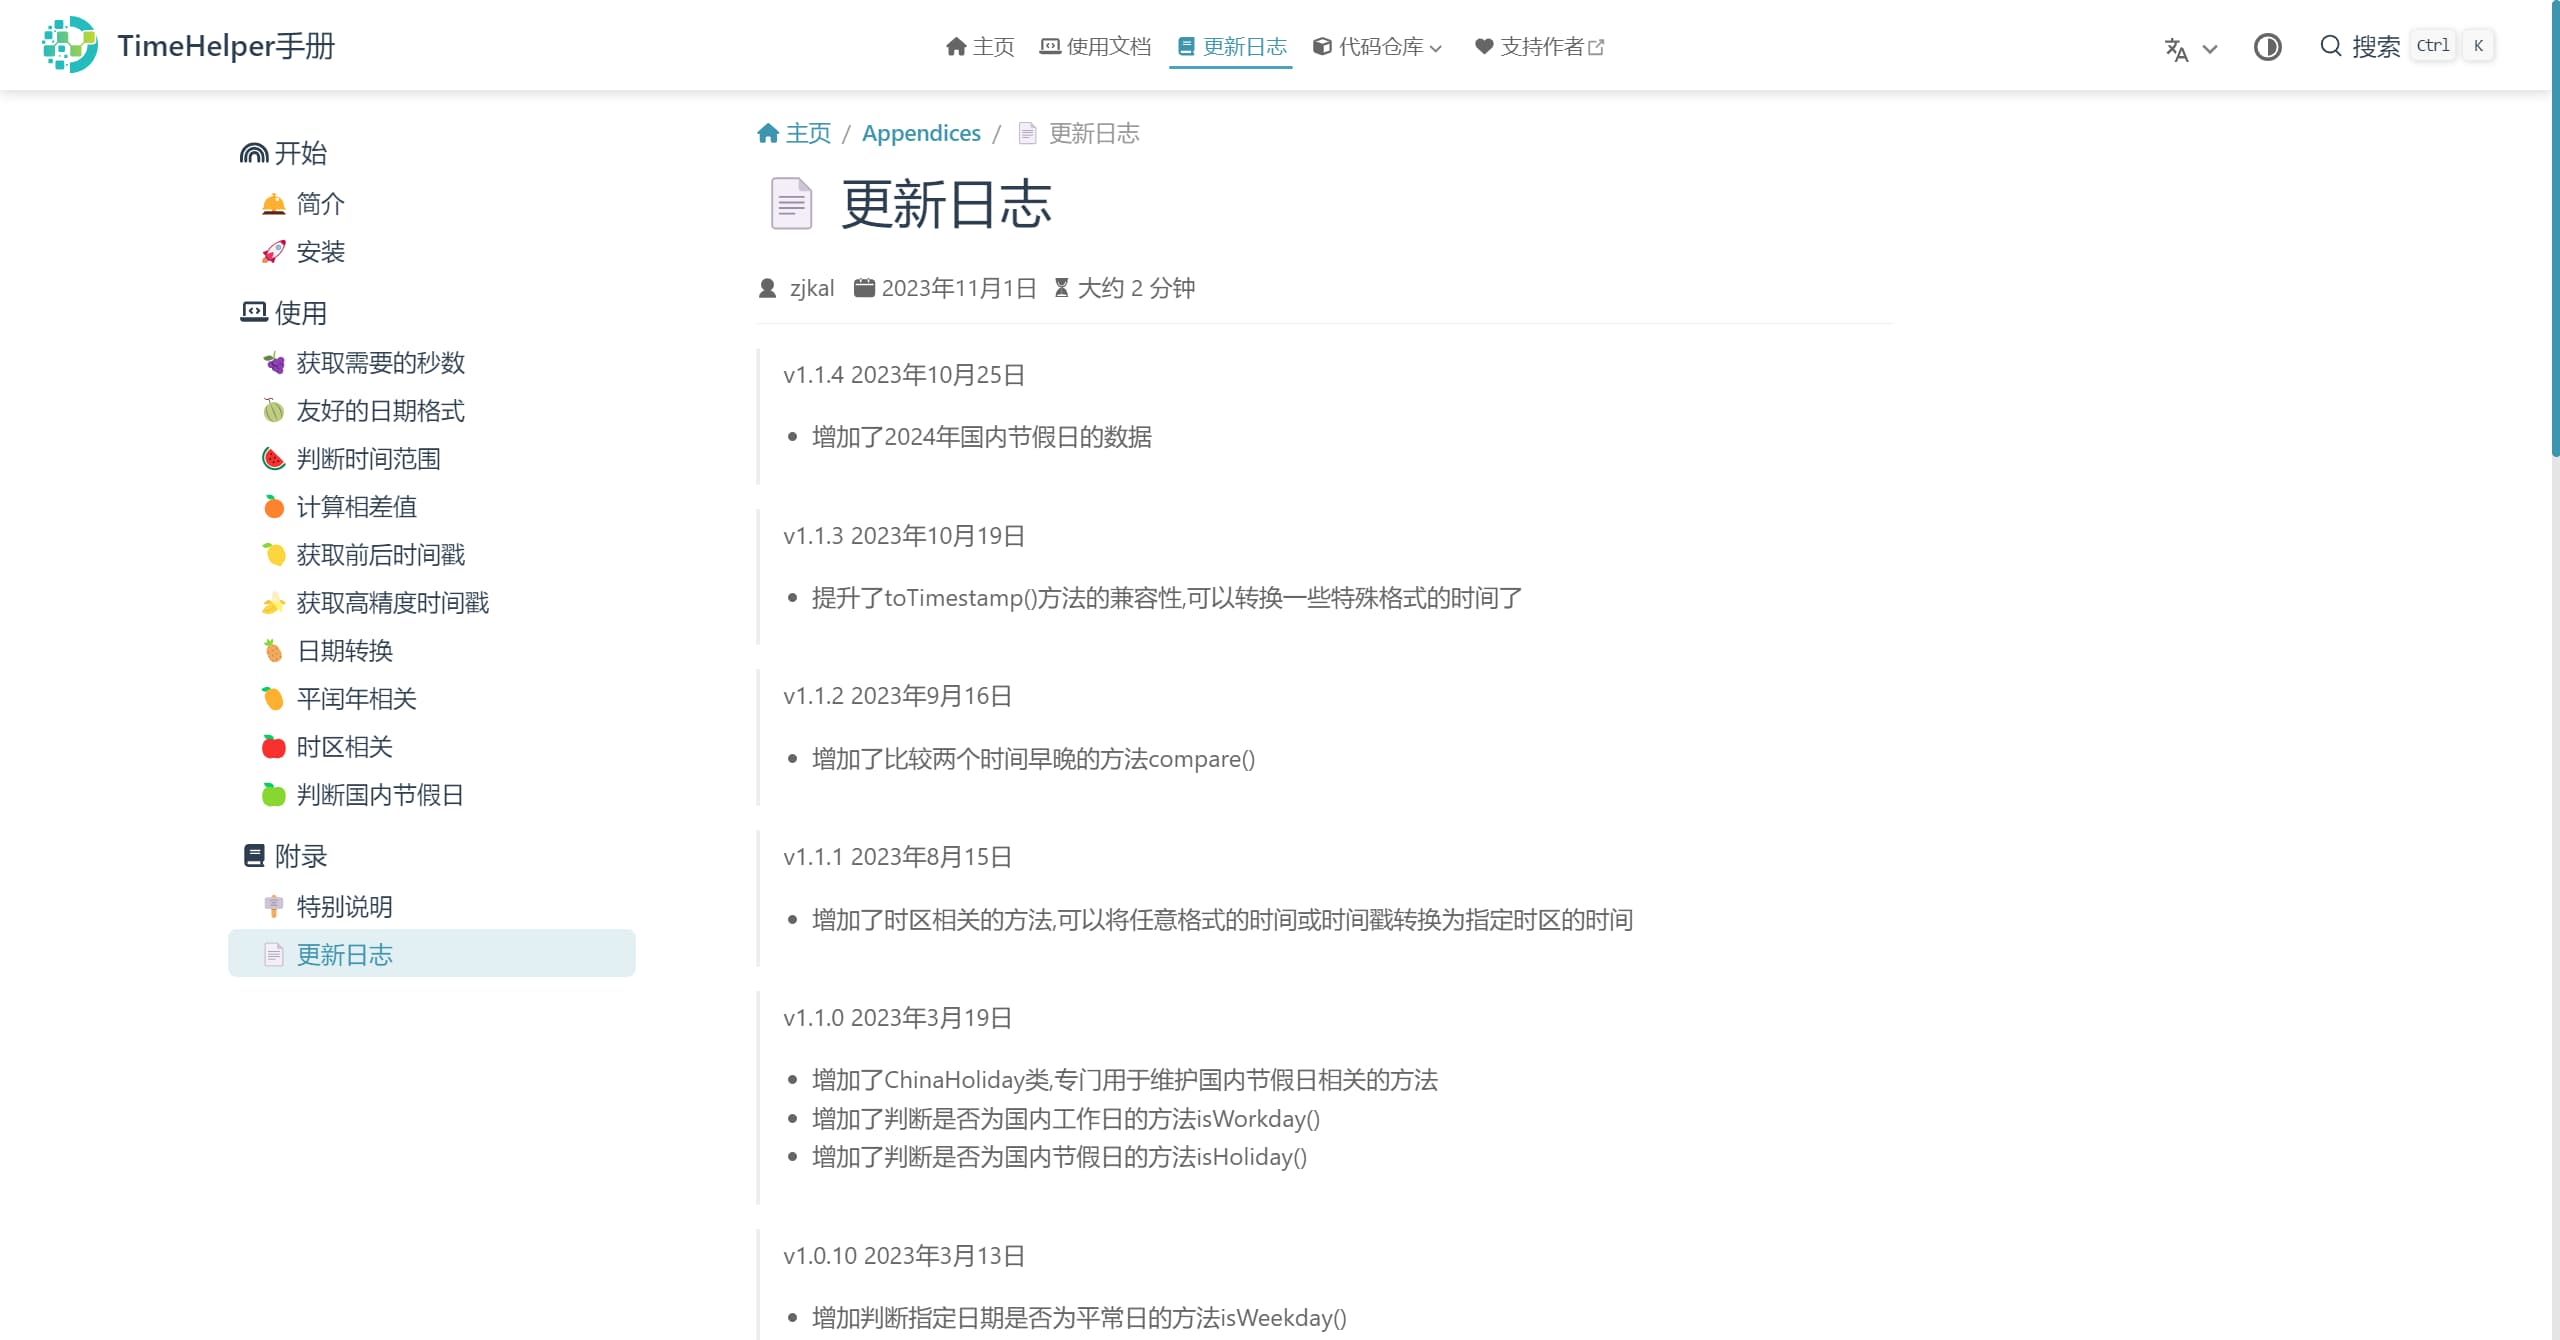 TimeHelper手册
主页 使用文档 更新日志 代码仓库 支持作者
搜索 Ctrl K
开始
简介
安装
使用
获取需要的秒数
友好的日期格式
判断时间范围
计算相差值
获取前后时间戳
获取高精度时间戳
日期转换
平闰年相关
时区相关
判断国内节假日
附录
特别说明
更新日志
主页 / Appendices / 更新日志
更新日志
zjkal 2023年11月1日 大约 2 分钟
v1.1.4 2023年10月25日
增加了2024年国内节假日的数据
v1.1.3 2023年10月19日
提升了toTimestamp()方法的兼容性,可以转换一些特殊格式的时间了
v1.1.2 2023年9月16日
增加了比较两个时间早晚的方法compare()
v1.1.1 2023年8月15日
增加了时区相关的方法,可以将任意格式的时间或时间戳转换为指定时区的时间
v1.1.0 2023年3月19日
增加了ChinaHoliday类,专门用于维护国内节假日相关的方法
增加了判断是否为国内工作日的方法isWorkday()
增加了判断是否为国内节假日的方法isHoliday()
v1.0.10 2023年3月13日
增加判断指定日期是否为平常日的方法isWeekday()